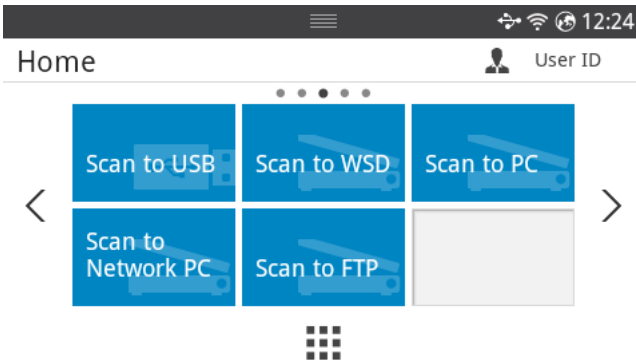 12:24
Home
User ID
Scan to USB
Scan to WSD
Scan to PC
Scan to
Network PC
Scan to FTP